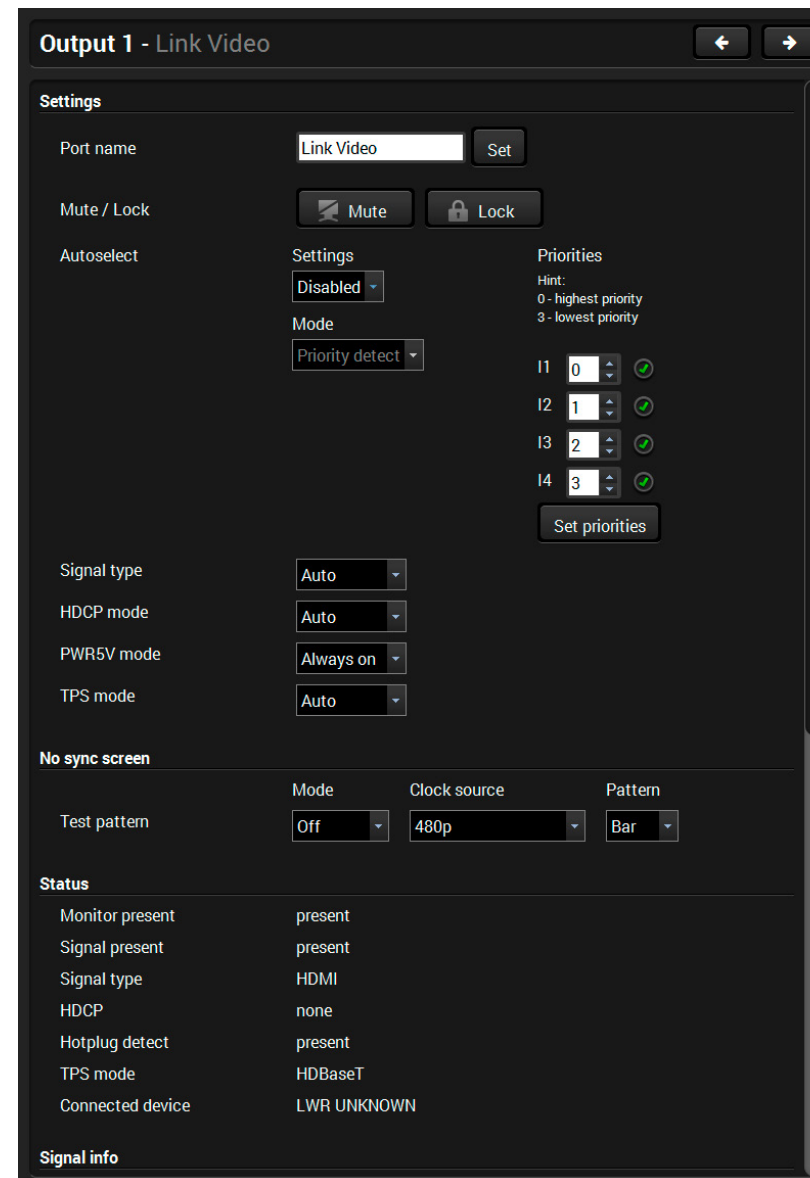 Output 1 - Link Video
Settings
Port name Link Video Set
Mute / Lock Mute Lock
Autoselect Settings Priorities
Disabled Hint:
0 - highest priority
3 - lowest priority
Mode
Priority detect
I1 0
I2 1
I3 2
I4 3
Set priorities
Signal type Auto
HDCP mode Auto
PWR5V mode Always on
TPS mode Auto
No sync screen
Mode Clock source Pattern
Test pattern Off 480p Bar
Status
Monitor present present
Signal present present
Signal type HDMI
HDCP none
Hotplug detect present
TPS mode HDBaseT
Connected device LWR UNKNOWN
Signal info